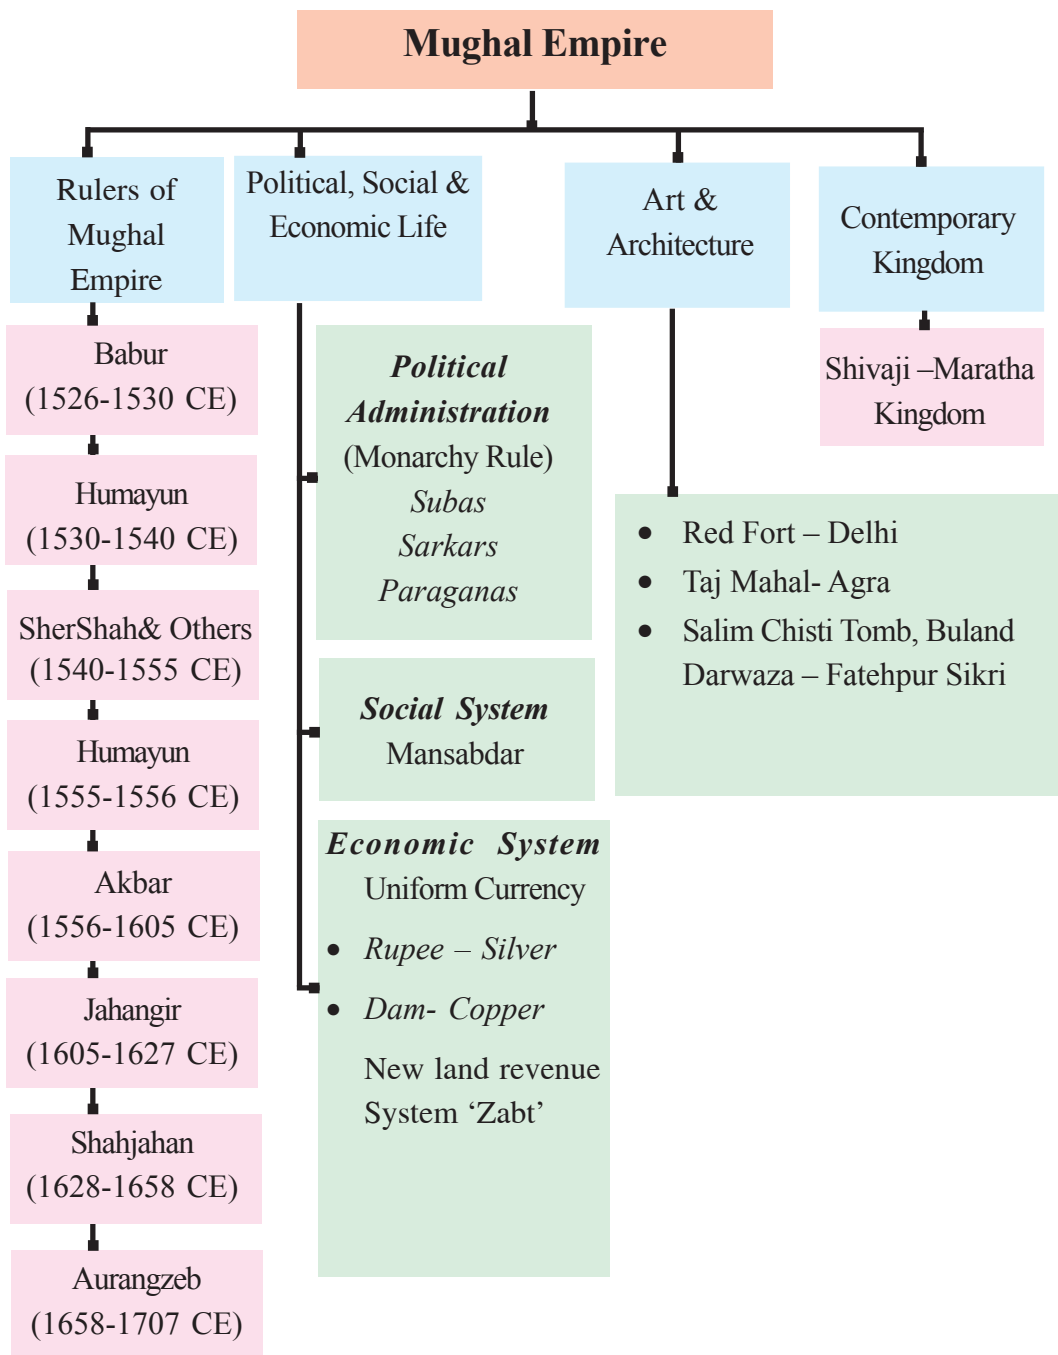 Mughal Empire
Rulers of
Mughal
Empire
Babur
(1526-1530 CE)
Humayun
(1530-1540 CE)
SherShah& Others
(1540-1555 CE)
Humayun
(1555-1556 CE)
Akbar
(1556-1605 CE)
Jahangir
(1605-1627 CE)
Shahjahan
(1628-1658 CE)
Aurangzeb
(1658-1707 CE)
Political, Social &
Economic Life
Political
Administration
(Monarchy Rule)
Subas
Sarkars
Paraganas
Social System
Mansabdar
Economic System
Uniform Currency
• Rupee – Silver
• Dam- Copper
New land revenue
System ‘Zabt’
Art &
Architecture
• Red Fort – Delhi
• Taj Mahal- Agra
• Salim Chisti Tomb, Buland
Darwaza – Fatehpur Sikri
Contemporary
Kingdom
Shivaji –Maratha
Kingdom